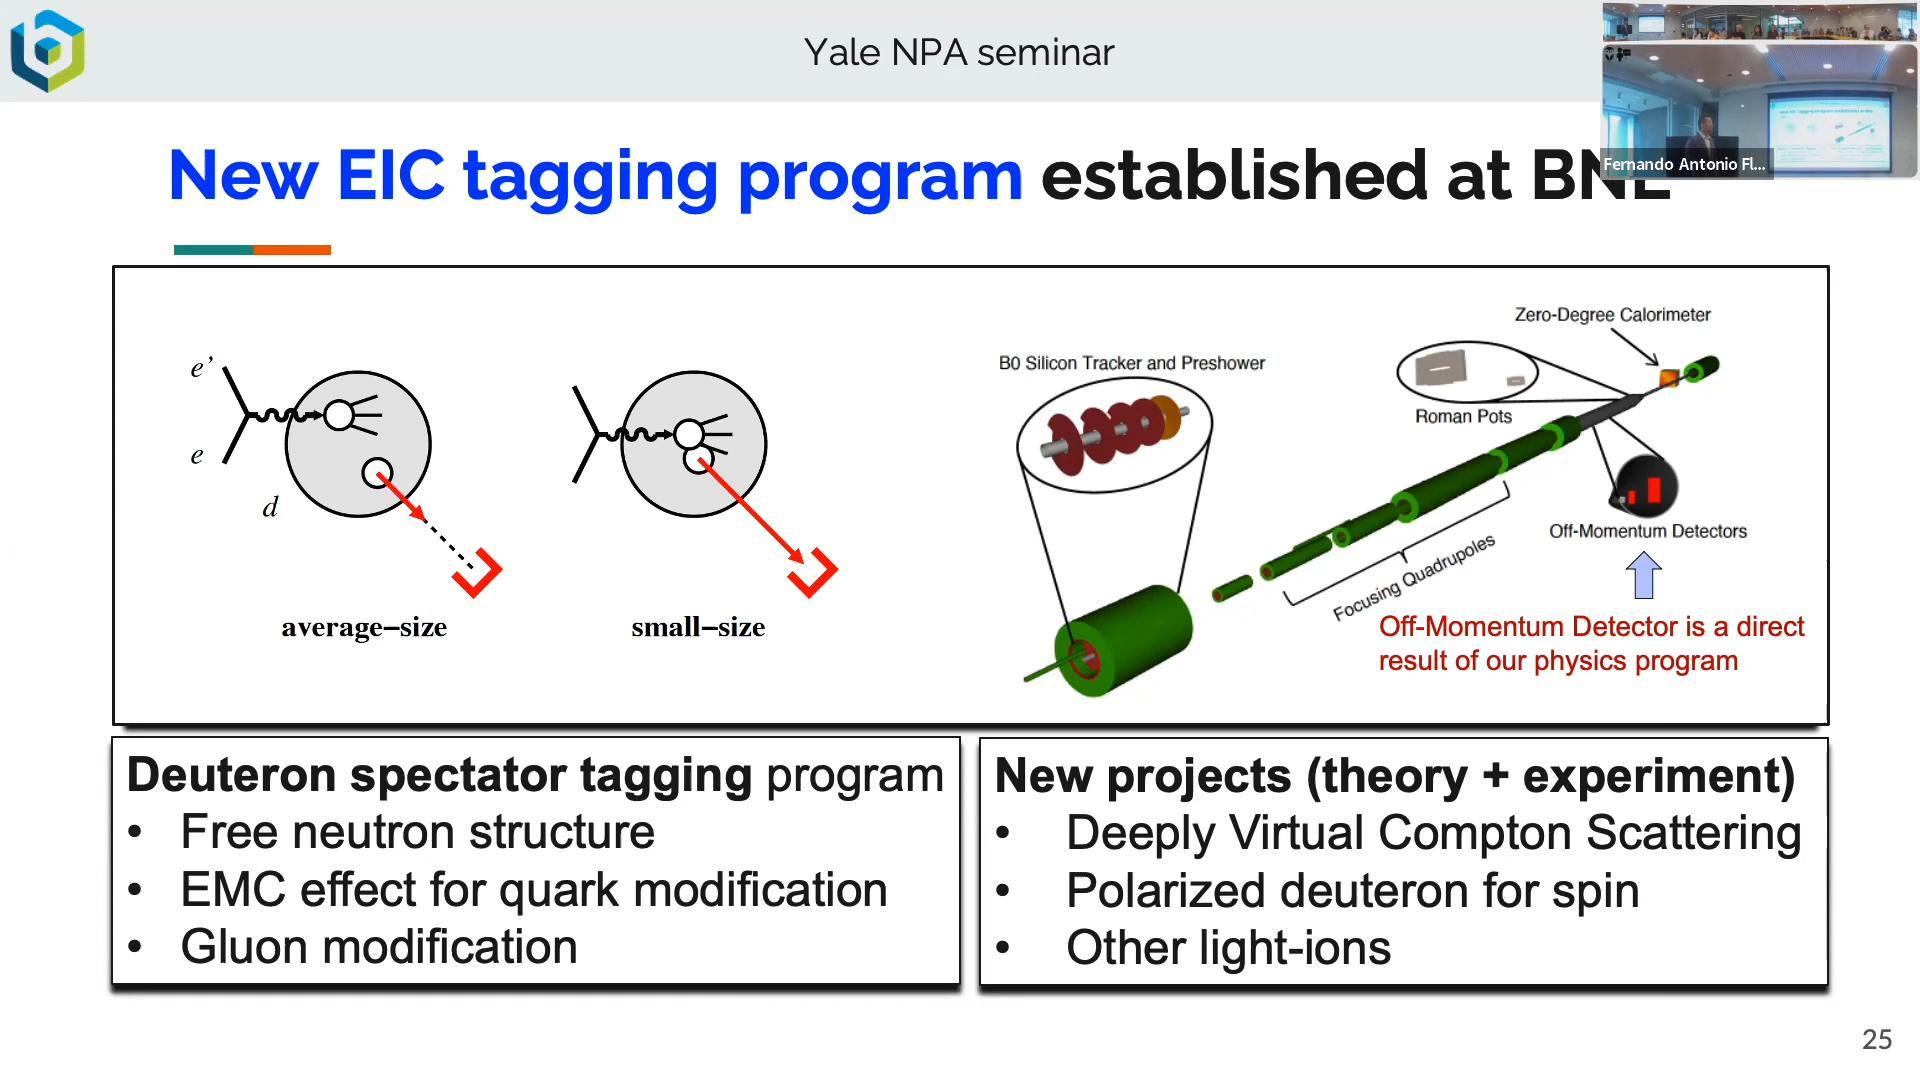 Yale NPA seminar
Fernando Antonio Fl...
New EIC tagging program established at BNL
e’
e
d
average–size
small–size
B0 Silicon Tracker and Preshower
Zero-Degree Calorimeter
Roman Pots
Off-Momentum Detectors
Focusing Quadrupoles
Off-Momentum Detector is a direct
result of our physics program
Deuteron spectator tagging program
• Free neutron structure
• EMC effect for quark modification
• Gluon modification
New projects (theory + experiment)
• Deeply Virtual Compton Scattering
• Polarized deuteron for spin
• Other light-ions
25